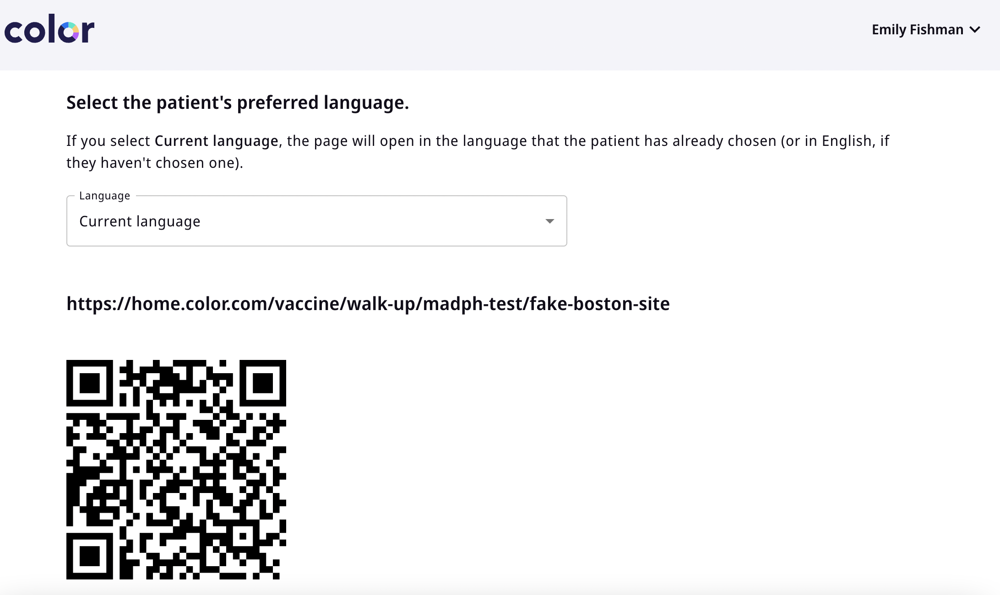 color
Emily Fishman
Select the patient's preferred language.
If you select Current language, the page will open in the language that the patient has already chosen (or in English, if
they haven't chosen one).
Language
Current language
https://home.color.com/vaccine/walk-up/madph-test/fake-boston-site